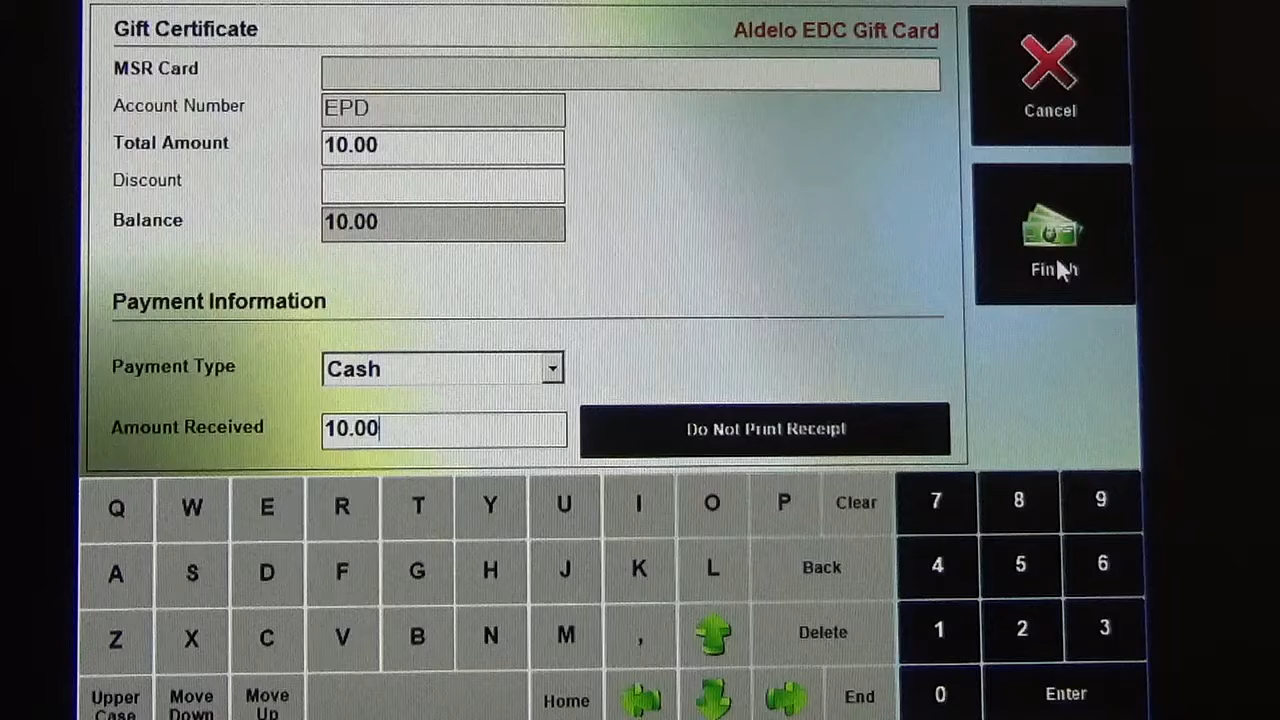 Gift Certificate Aldelo EDC Gift Card
MSR Card
Account Number EPD
Total Amount 10.00
Discount
Balance 10.00
Payment Information
Payment Type Cash
Amount Received 10.00 Do Not Print Receipt
Cancel
Finish
Q W E R T Y U I O P Clear 7 8 9
A S D F G H J K L Back 4 5 6
Z X C V B N M , Delete 1 2 3
Upper Case Move Down Move Up Home End 0 Enter